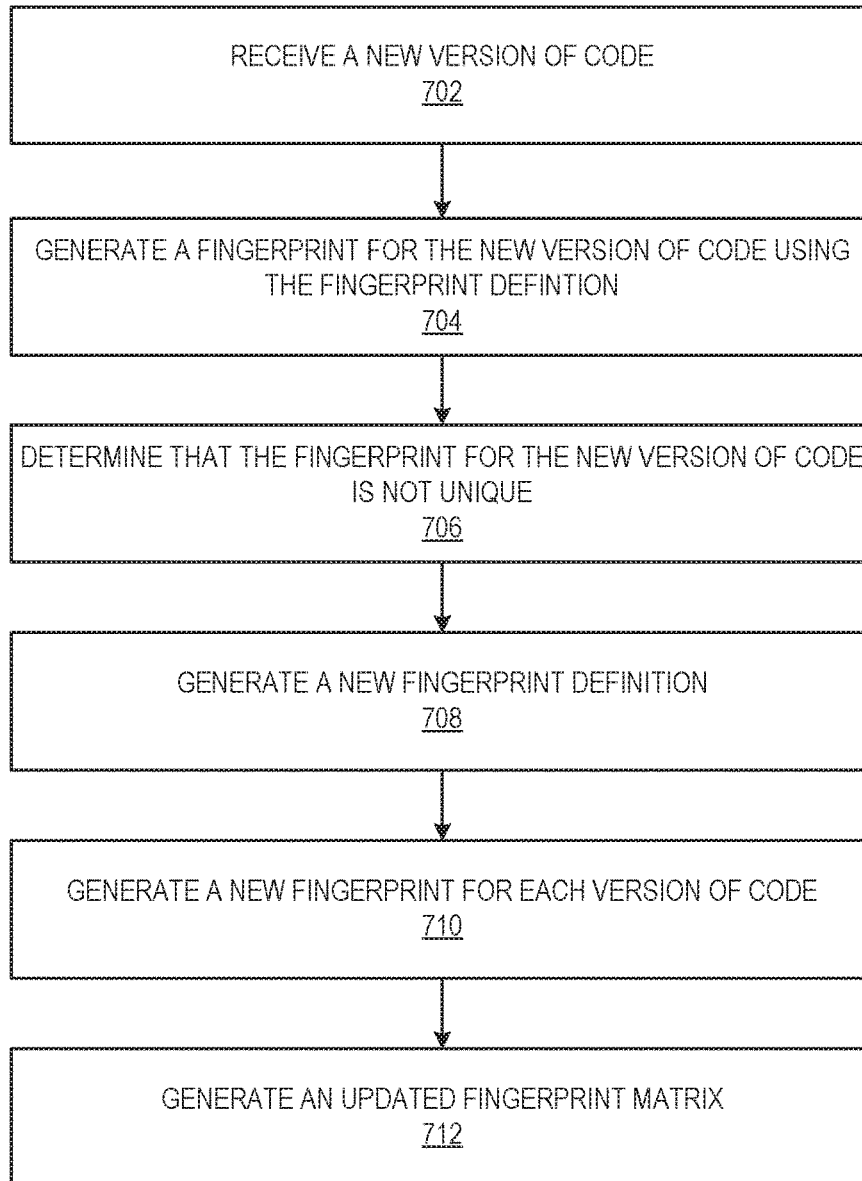 RECEIVE A NEW VERSION OF CODE
702
GENERATE A FINGERPRINT FOR THE NEW VERSION OF CODE USING
THE FINGERPRINT DEFINTION
704
DETERMINE THAT THE FINGERPRINT FOR THE NEW VERSION OF CODE
IS NOT UNIQUE
706
GENERATE A NEW FINGERPRINT DEFINITION
708
GENERATE A NEW FINGERPRINT FOR EACH VERSION OF CODE
710
GENERATE AN UPDATED FINGERPRINT MATRIX
712